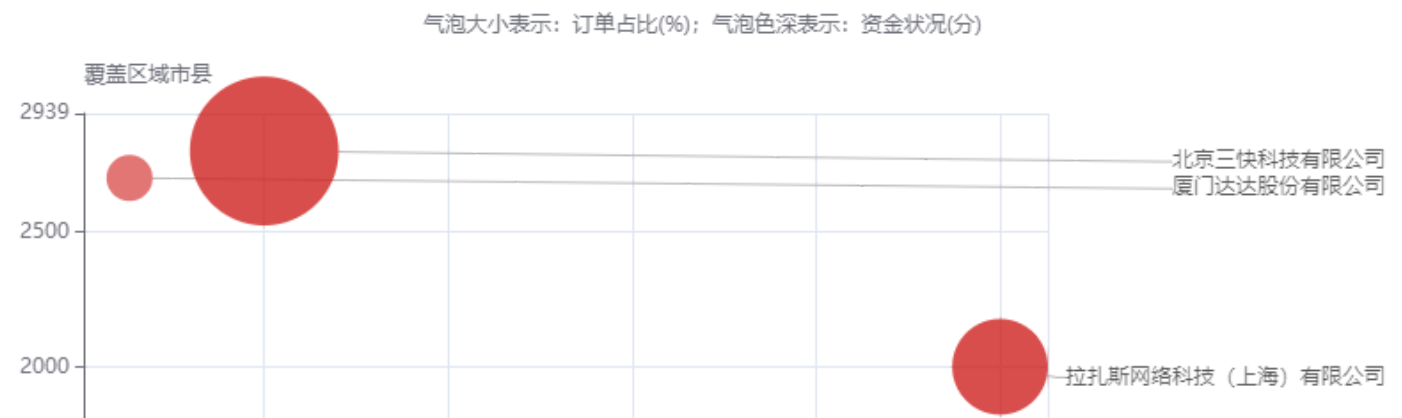 气泡大小表示：订单占比(%)；气泡色深表示：资金状况(分)
覆盖区域市县
2939
北京三快科技有限公司
厦门达达股份有限公司
2500
2000
拉扎斯网络科技（上海）有限公司